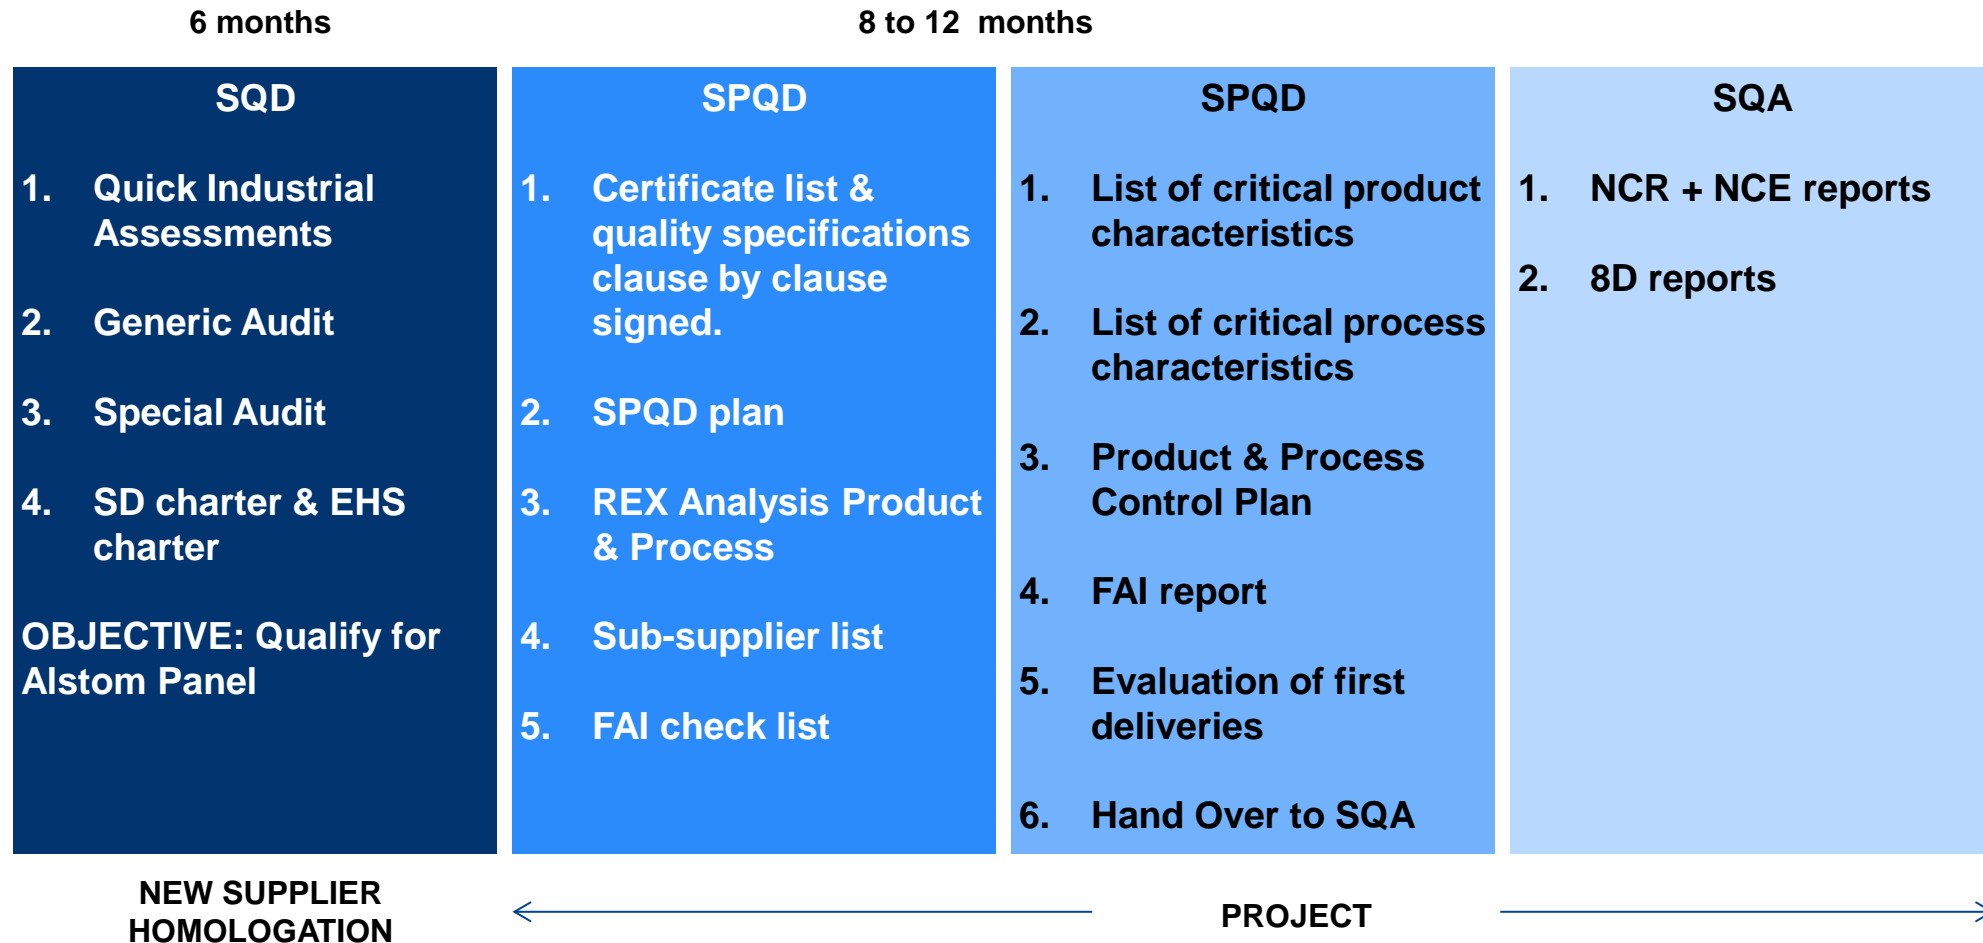 6 months
8 to 12  months
SQD
1. Quick Industrial
Assessments
2. Generic Audit
3. Special Audit
4. SD charter & EHS
charter
OBJECTIVE: Qualify for
Alstom Panel
SPQD
1. Certificate list &
quality specifications
clause by clause
signed.
2. SPQD plan
3. REX Analysis Product
& Process
4. Sub-supplier list
5. FAI check list
SPQD
1. List of critical product
characteristics
2. List of critical process
characteristics
3. Product & Process
Control Plan
4. FAI report
5. Evaluation of first
deliveries
6. Hand Over to SQA
SQA
1. NCR + NCE reports
2. 8D reports
NEW SUPPLIER
HOMOLOGATION
PROJECT